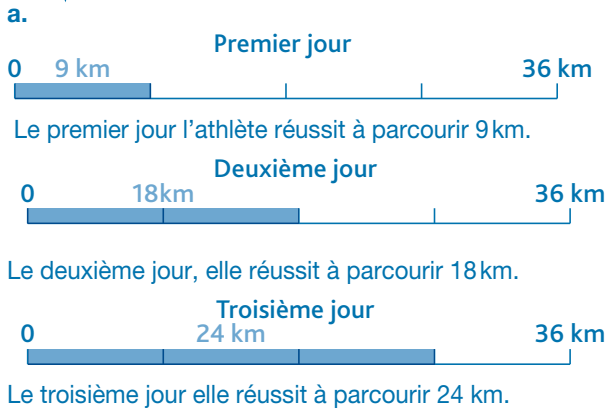 a.
Premier jour
0 9 km 36 km
Le premier jour l’athlète réussit à parcourir 9 km.
Deuxième jour
0 18km 36 km
Le deuxième jour, elle réussit à parcourir 18 km.
Troisième jour
0 24 km 36 km
Le troisième jour elle réussit à parcourir 24 km.